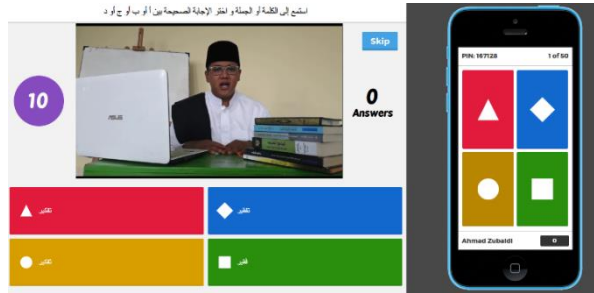 استمع إلى الكلمة أو الجملة و اختر الإجابة الصحيحة بين أ أو ب أو ج أو د
Skip
10
0
Answers
ASUS
PIN: 167128
1 of 50
Ahmad Zubaidi
0